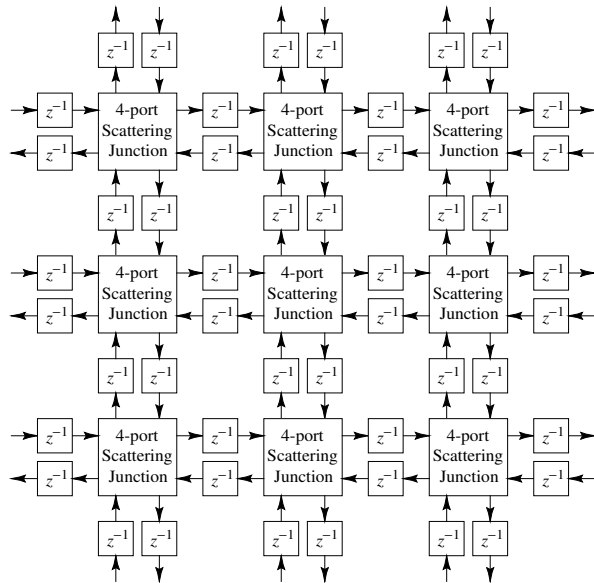 z⁻¹ z⁻¹ z⁻¹ z⁻¹ z⁻¹ z⁻¹
z⁻¹ 4-port z⁻¹ 4-port z⁻¹ 4-port z⁻¹
Scattering Scattering Scattering
z⁻¹ Junction z⁻¹ Junction z⁻¹ Junction z⁻¹
z⁻¹ z⁻¹ z⁻¹ z⁻¹ z⁻¹ z⁻¹
z⁻¹ 4-port z⁻¹ 4-port z⁻¹ 4-port z⁻¹
Scattering Scattering Scattering
z⁻¹ Junction z⁻¹ Junction z⁻¹ Junction z⁻¹
z⁻¹ z⁻¹ z⁻¹ z⁻¹ z⁻¹ z⁻¹
z⁻¹ 4-port z⁻¹ 4-port z⁻¹ 4-port z⁻¹
Scattering Scattering Scattering
z⁻¹ Junction z⁻¹ Junction z⁻¹ Junction z⁻¹
z⁻¹ z⁻¹ z⁻¹ z⁻¹ z⁻¹ z⁻¹